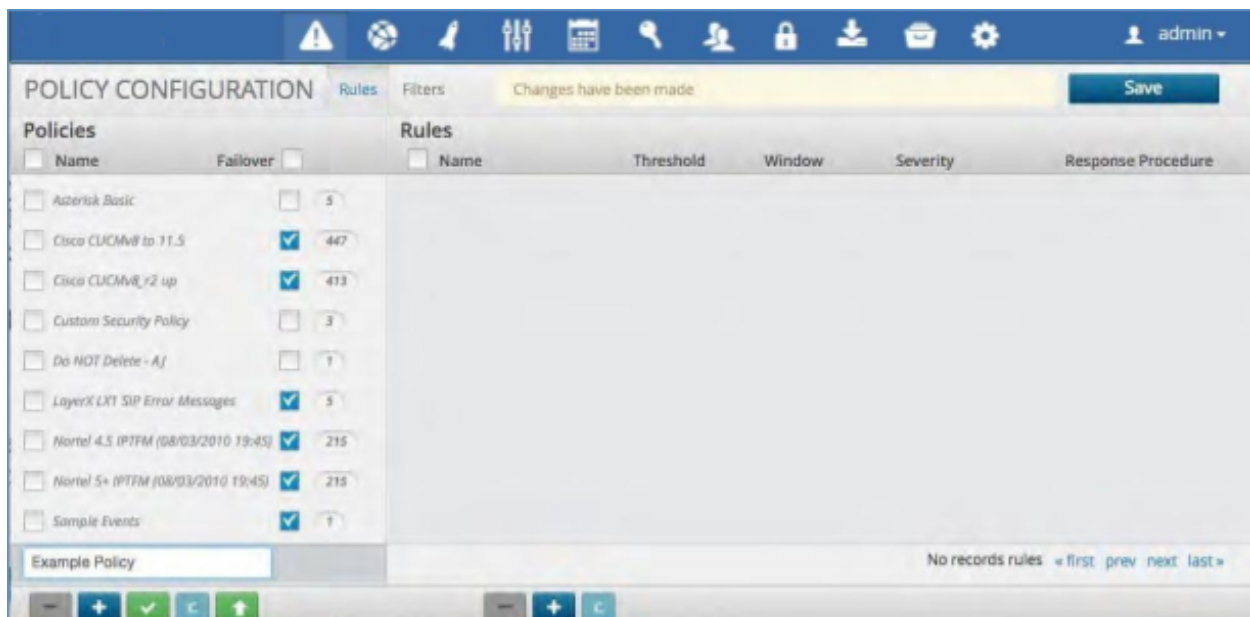 admin
POLICY CONFIGURATION Rules Filters Changes have been made Save
Policies Rules
Name Failover Name Threshold Window Severity Response Procedure
Asterisk Basic 5
Cisco CUCMv8 to 11.5 447
Cisco CUCMv8_r2 up 413
Custom Security Policy 3
Do NOT Delete - AJ 1
LayerX LX1 SIP Error Messages 5
Nortel 4.5 IPTFM (08/03/2010 19:45) 215
Nortel 5+ IPTFM (08/03/2010 19:45) 215
Sample Events 1
Example Policy No records rules «first prev next last»
C C